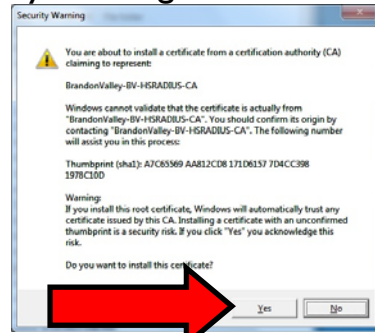 Security Warning
You are about to install a certificate from a certification authority (CA)
claiming to represent:
BrandonValley-BV-HSRADIUS-CA
Windows cannot validate that the certificate is actually from
"BrandonValley-BV-HSRADIUS-CA". You should confirm its origin by
contacting "BrandonValley-BV-HSRADIUS-CA". The following number
will assist you in this process:
Thumbprint (sha1): A7C65569 AA812CD8 171D6157 7D4CC398
1978C10D
Warning:
If you install this root certificate, Windows will automatically trust any
certificate issued by this CA. Installing a certificate with an unconfirmed
thumbprint is a security risk. If you click "Yes" you acknowledge this
risk.
Do you want to install this certificate?
Yes No